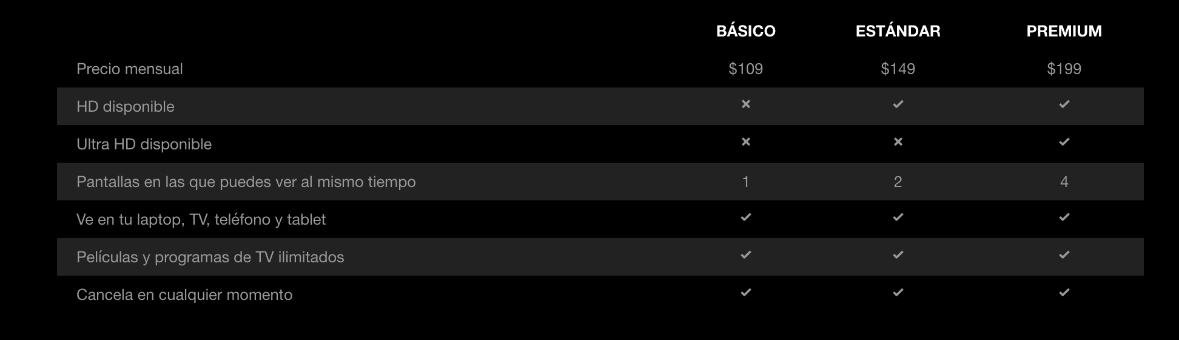 BÁSICO ESTÁNDAR PREMIUM
Precio mensual $109 $149 $199
HD disponible ✕ ✓ ✓
Ultra HD disponible ✕ ✕ ✓
Pantallas en las que puedes ver al mismo tiempo 1 2 4
Ve en tu laptop, TV, teléfono y tablet ✓ ✓ ✓
Películas y programas de TV ilimitados ✓ ✓ ✓
Cancela en cualquier momento ✓ ✓ ✓